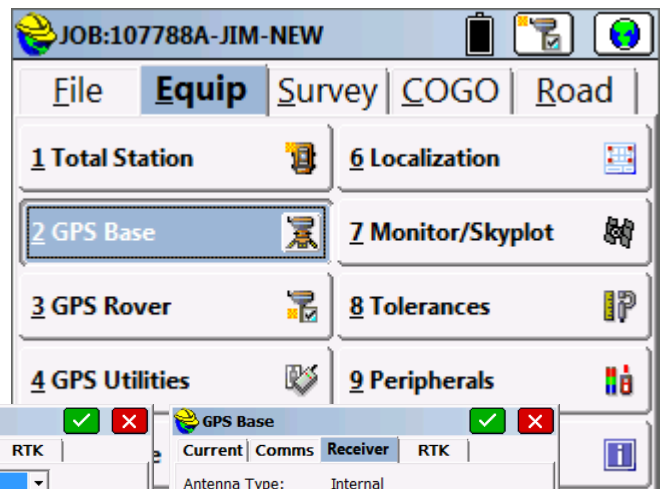 JOB:107788A-JIM-NEW
File Equip Survey COGO Road
1 Total Station
6 Localization
2 GPS Base
7 Monitor/Skyplot
3 GPS Rover
8 Tolerances
4 GPS Utilities
9 Peripherals
RTK
GPS Base
Current Comms Receiver RTK
Antenna Type: Internal